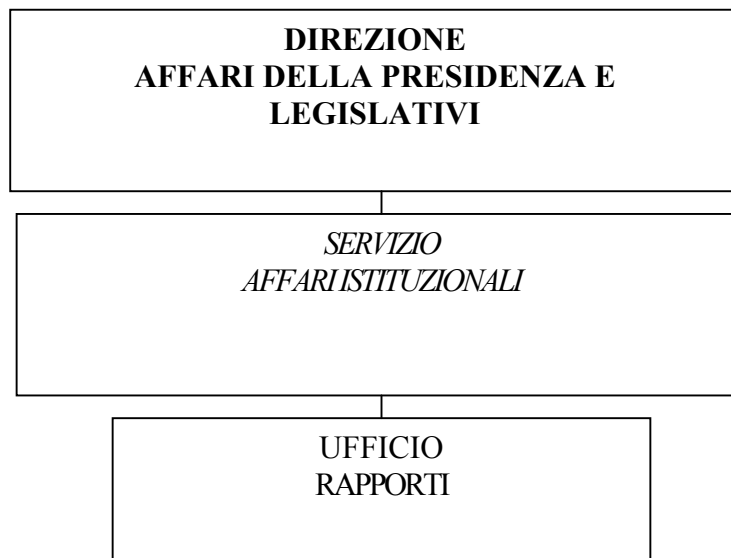 DIREZIONE
AFFARI DELLA PRESIDENZA E
LEGISLATIVI
SERVIZIO
AFFARI ISTITUZIONALI
UFFICIO
RAPPORTI